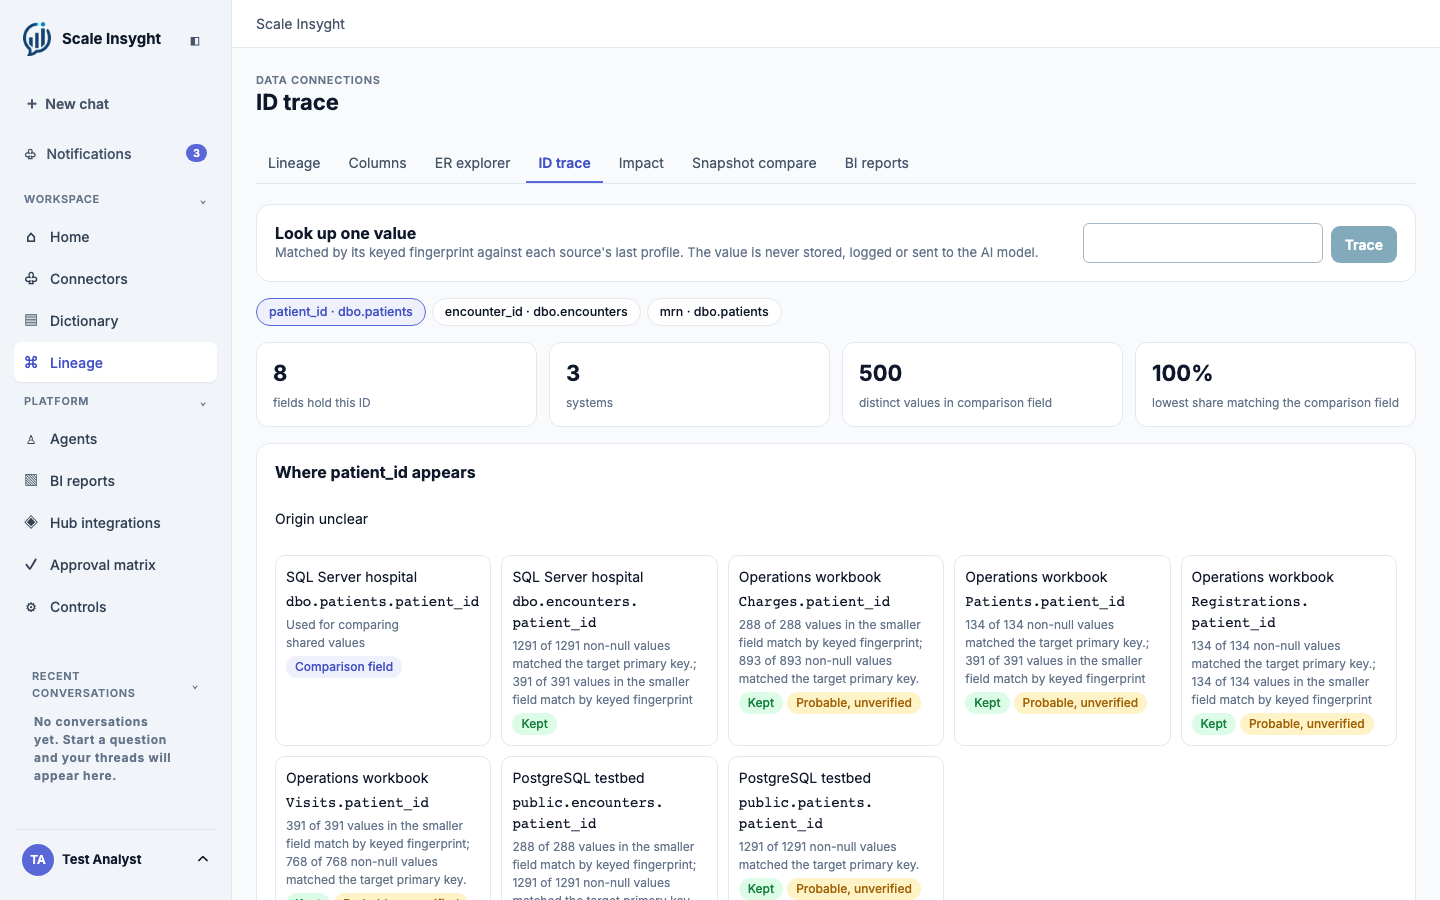 Scale Insyght
Scale Insyght
+ New chat
Notifications 3
WORKSPACE
Home
Connectors
Dictionary
Lineage
PLATFORM
Agents
BI reports
Hub integrations
Approval matrix
Controls
RECENT
CONVERSATIONS
No conversations
yet. Start a question
and your threads will
appear here.
TA Test Analyst
DATA CONNECTIONS
ID trace
Lineage Columns ER explorer ID trace Impact Snapshot compare BI reports
Look up one value
Matched by its keyed fingerprint against each source's last profile. The value is never stored, logged or sent to the AI model.
Trace
patient_id · dbo.patients encounter_id · dbo.encounters mrn · dbo.patients
8
fields hold this ID
3
systems
500
distinct values in comparison field
100%
lowest share matching the comparison field
Where patient_id appears
Origin unclear
SQL Server hospital
dbo.patients.patient_id
Used for comparing
shared values
Comparison field
SQL Server hospital
dbo.encounters.
patient_id
1291 of 1291 non-null values
matched the target primary key.;
391 of 391 values in the smaller
field match by keyed fingerprint
Kept
Operations workbook
Charges.patient_id
288 of 288 values in the smaller
field match by keyed fingerprint;
893 of 893 non-null values
matched the target primary key.
Kept Probable, unverified
Operations workbook
Patients.patient_id
134 of 134 non-null values
matched the target primary key.;
391 of 391 values in the smaller
field match by keyed fingerprint
Kept Probable, unverified
Operations workbook
Registrations.
patient_id
134 of 134 non-null values
matched the target primary key.;
134 of 134 values in the smaller
field match by keyed fingerprint
Kept Probable, unverified
Operations workbook
Visits.patient_id
391 of 391 values in the smaller
field match by keyed fingerprint;
768 of 768 non-null values
matched the target primary key.
PostgreSQL testbed
public.encounters.
patient_id
288 of 288 values in the smaller
field match by keyed fingerprint;
1291 of 1291 non-null values
matched the target primary key.
PostgreSQL testbed
public.patients.
patient_id
1291 of 1291 non-null values
matched the target primary key.
Kept Probable, unverified